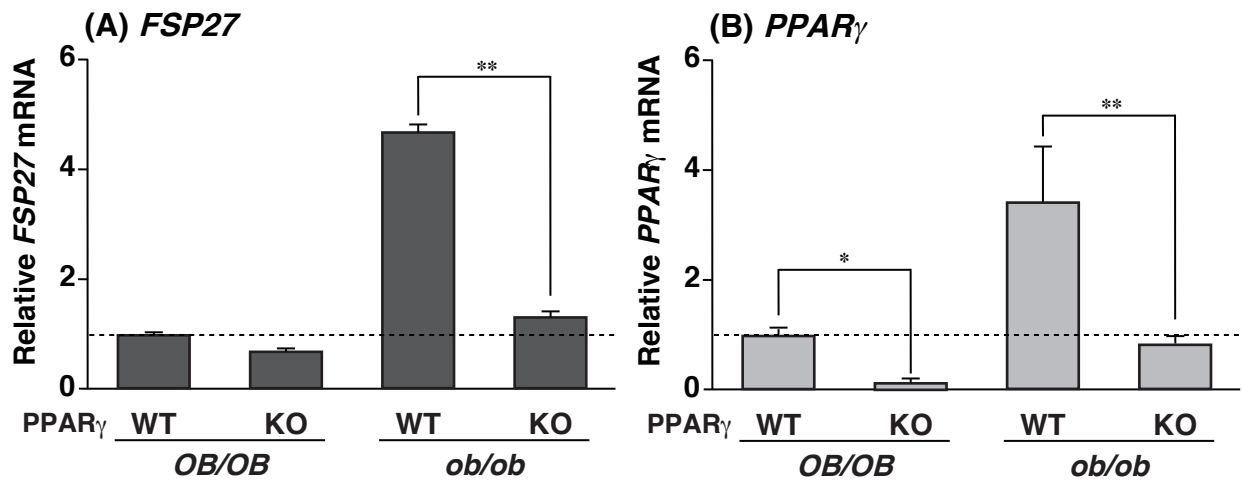 (A) FSP27
Relative FSP27 mRNA
6
4
2
0
**
PPARγ WT KO WT KO
OB/OB ob/ob
(B) PPARγ
Relative PPARγ mRNA
6
4
2
0
*
**
PPARγ WT KO WT KO
OB/OB ob/ob